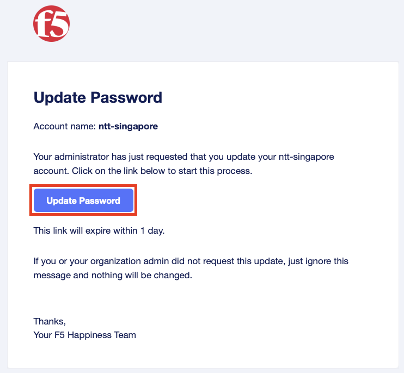 f5
Update Password
Account name: ntt-singapore
Your administrator has just requested that you update your ntt-singapore
account. Click on the link below to start this process.
Update Password
This link will expire within 1 day.
If you or your organization admin did not request this update, just ignore this
message and nothing will be changed.
Thanks,
Your F5 Happiness Team